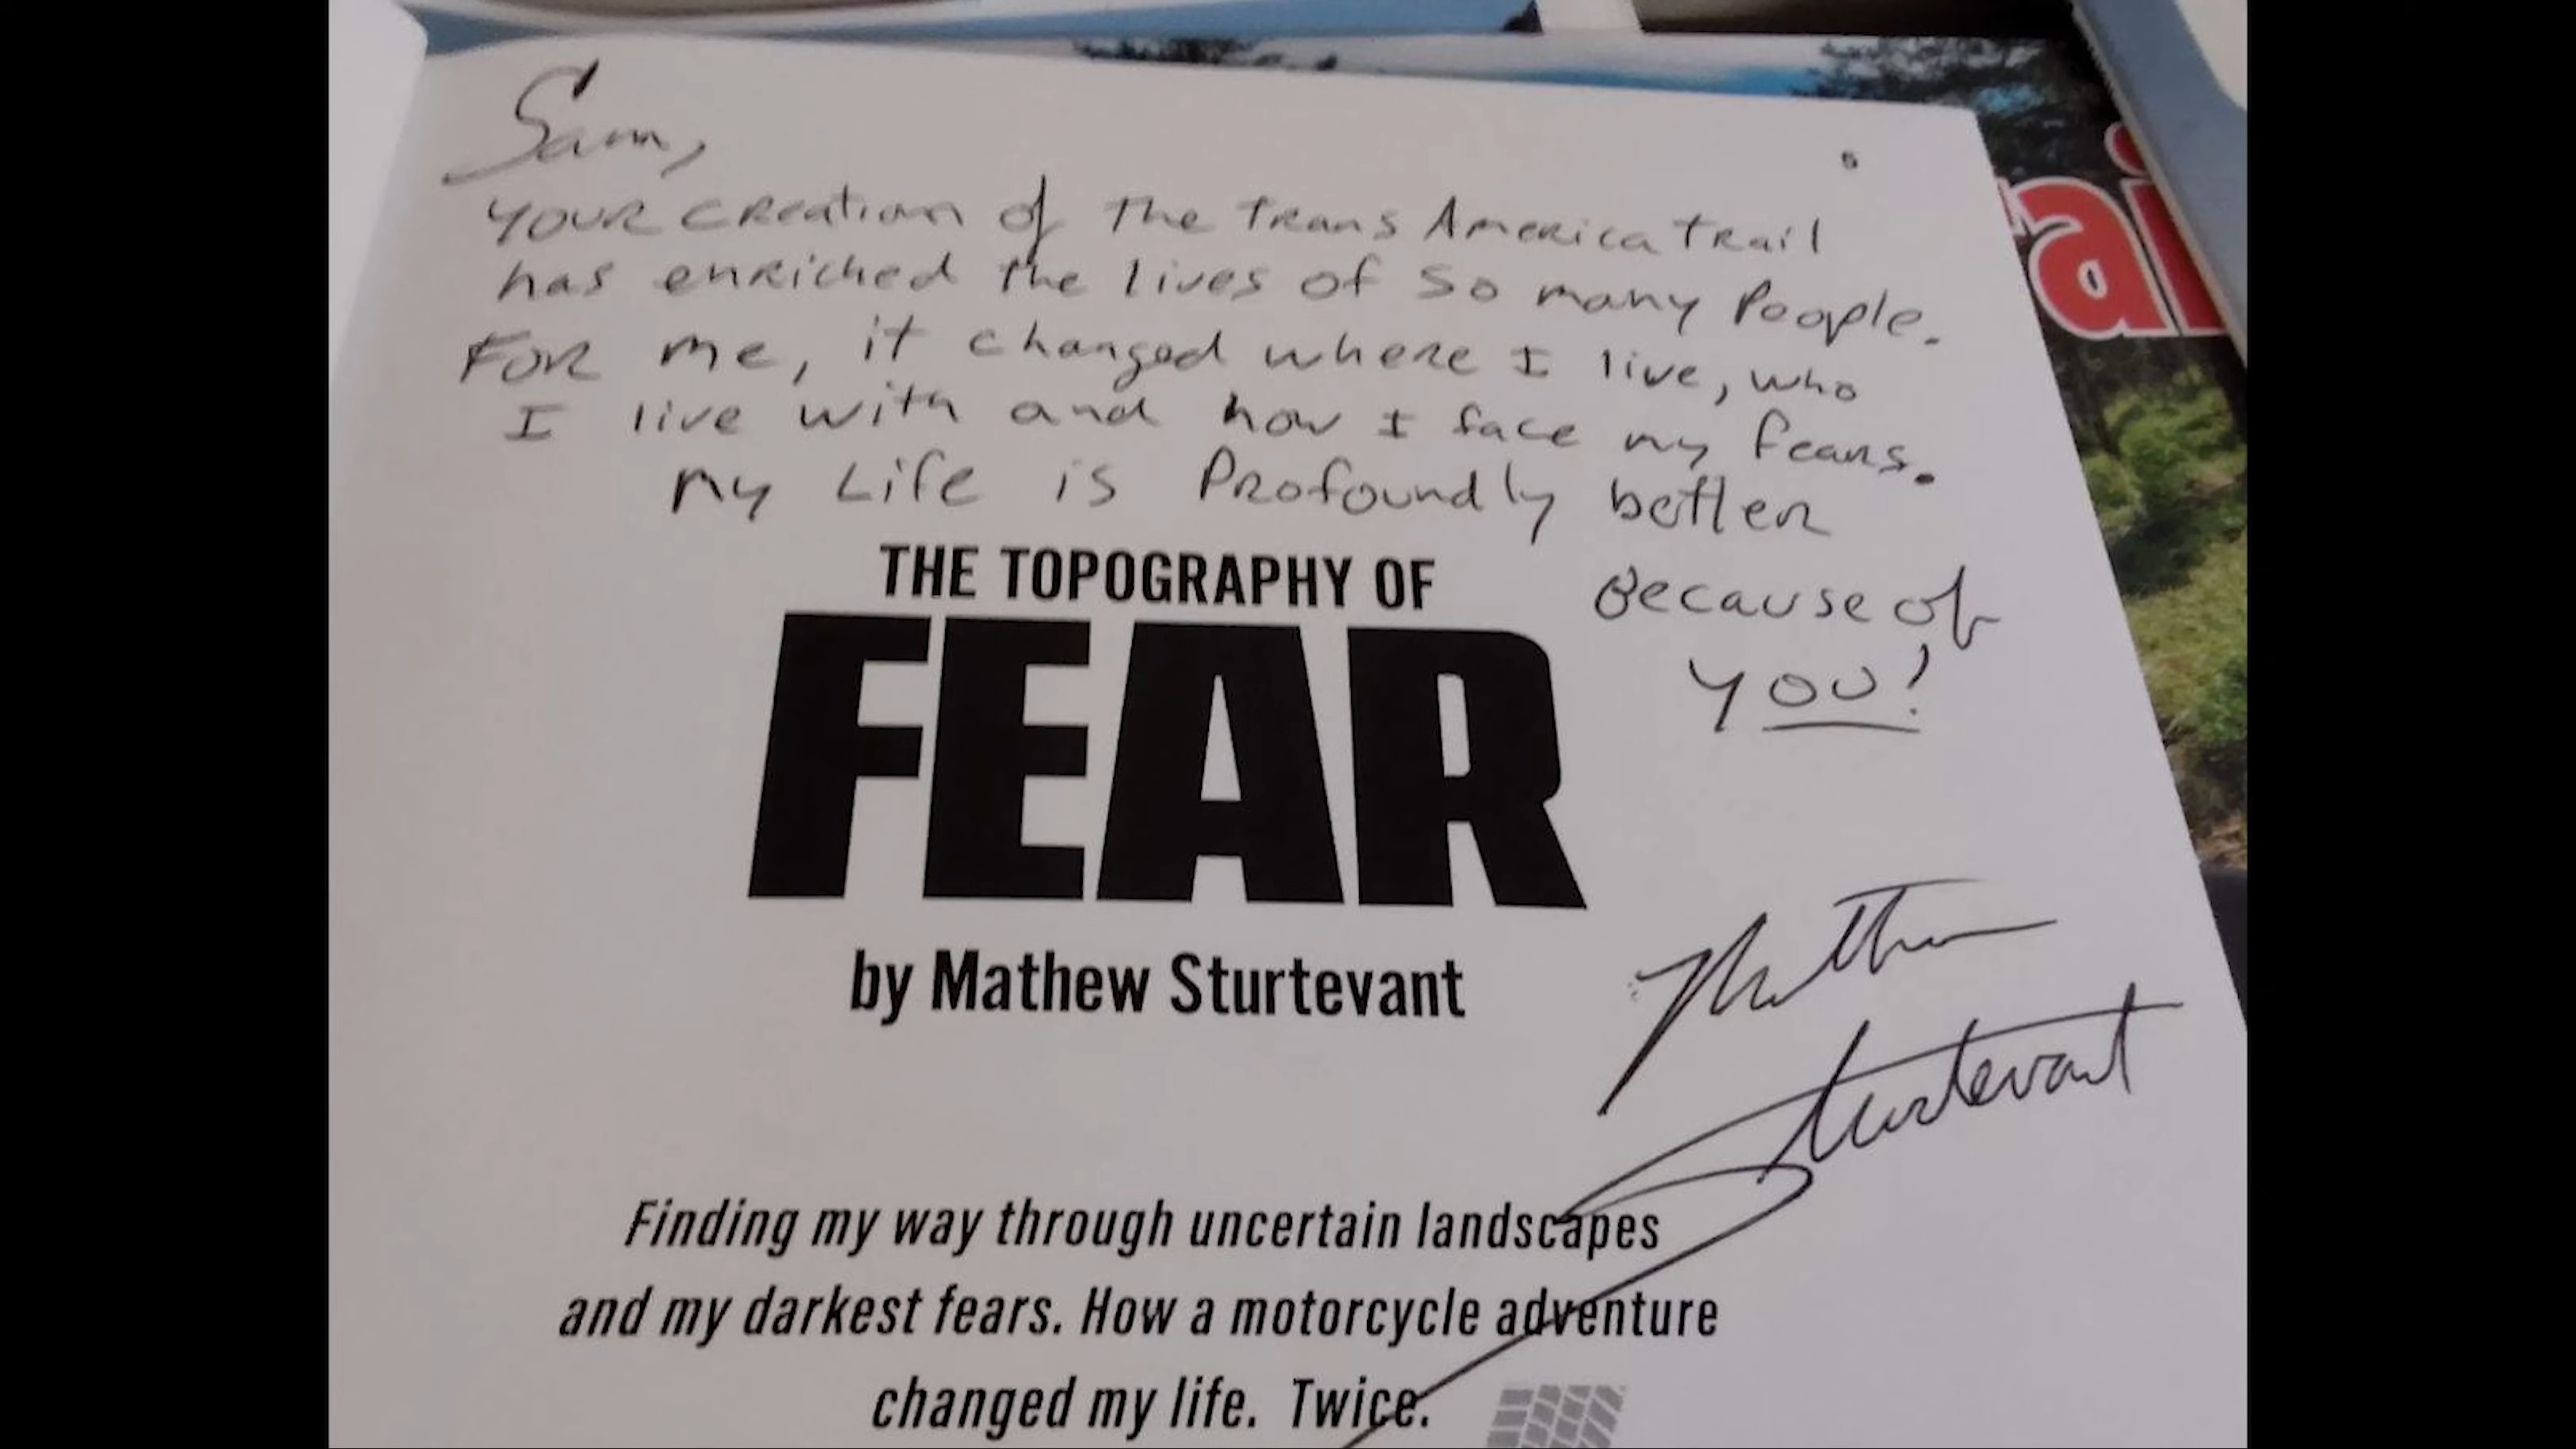 Sam,
Your creation of The Trans America Trail
has enriched the lives of so many People.
For me, it changed where I live, who
I live with and how I face my fears.
My Life is Profoundly better
Because of
you!
THE TOPOGRAPHY OF
FEAR
by Mathew Sturtevant
Mathew
Sturtevant
Finding my way through uncertain landscapes
and my darkest fears. How a motorcycle adventure
changed my life. Twice.
ai